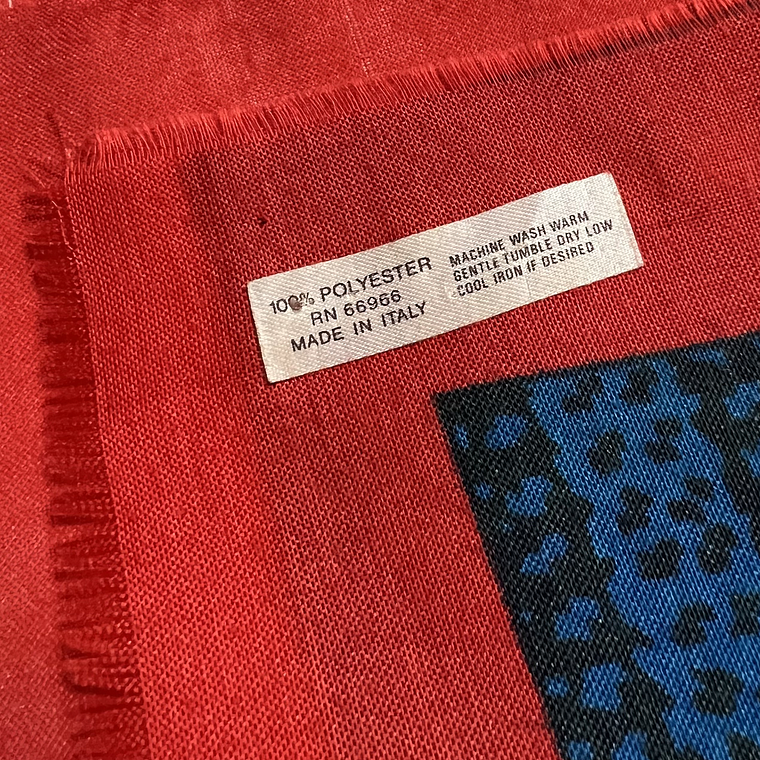 100% POLYESTER
RN 66966
MADE IN ITALY
MACHINE WASH WARM
GENTLE TUMBLE DRY LOW
COOL IRON IF DESIRED